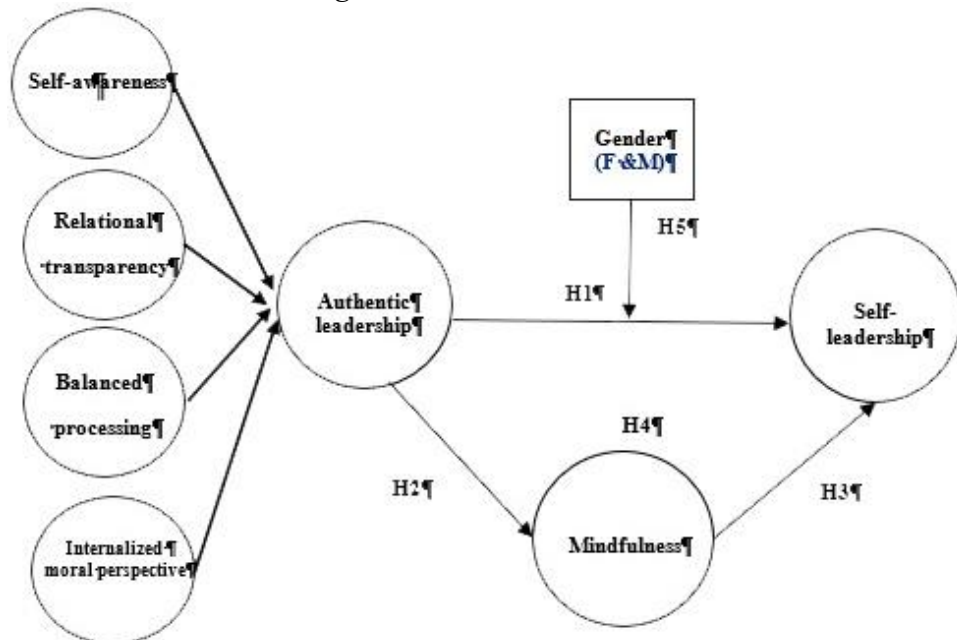 Self-awareness¶
Relational¶
·transparency¶
Balanced¶
·processing¶
Internalized·¶
moral·perspective¶
Authentic¶
leadership¶
Gender¶
(F·&M)¶
H5¶
H1¶
Self-
leadership¶
H4¶
H2¶
Mindfulness¶
H3¶